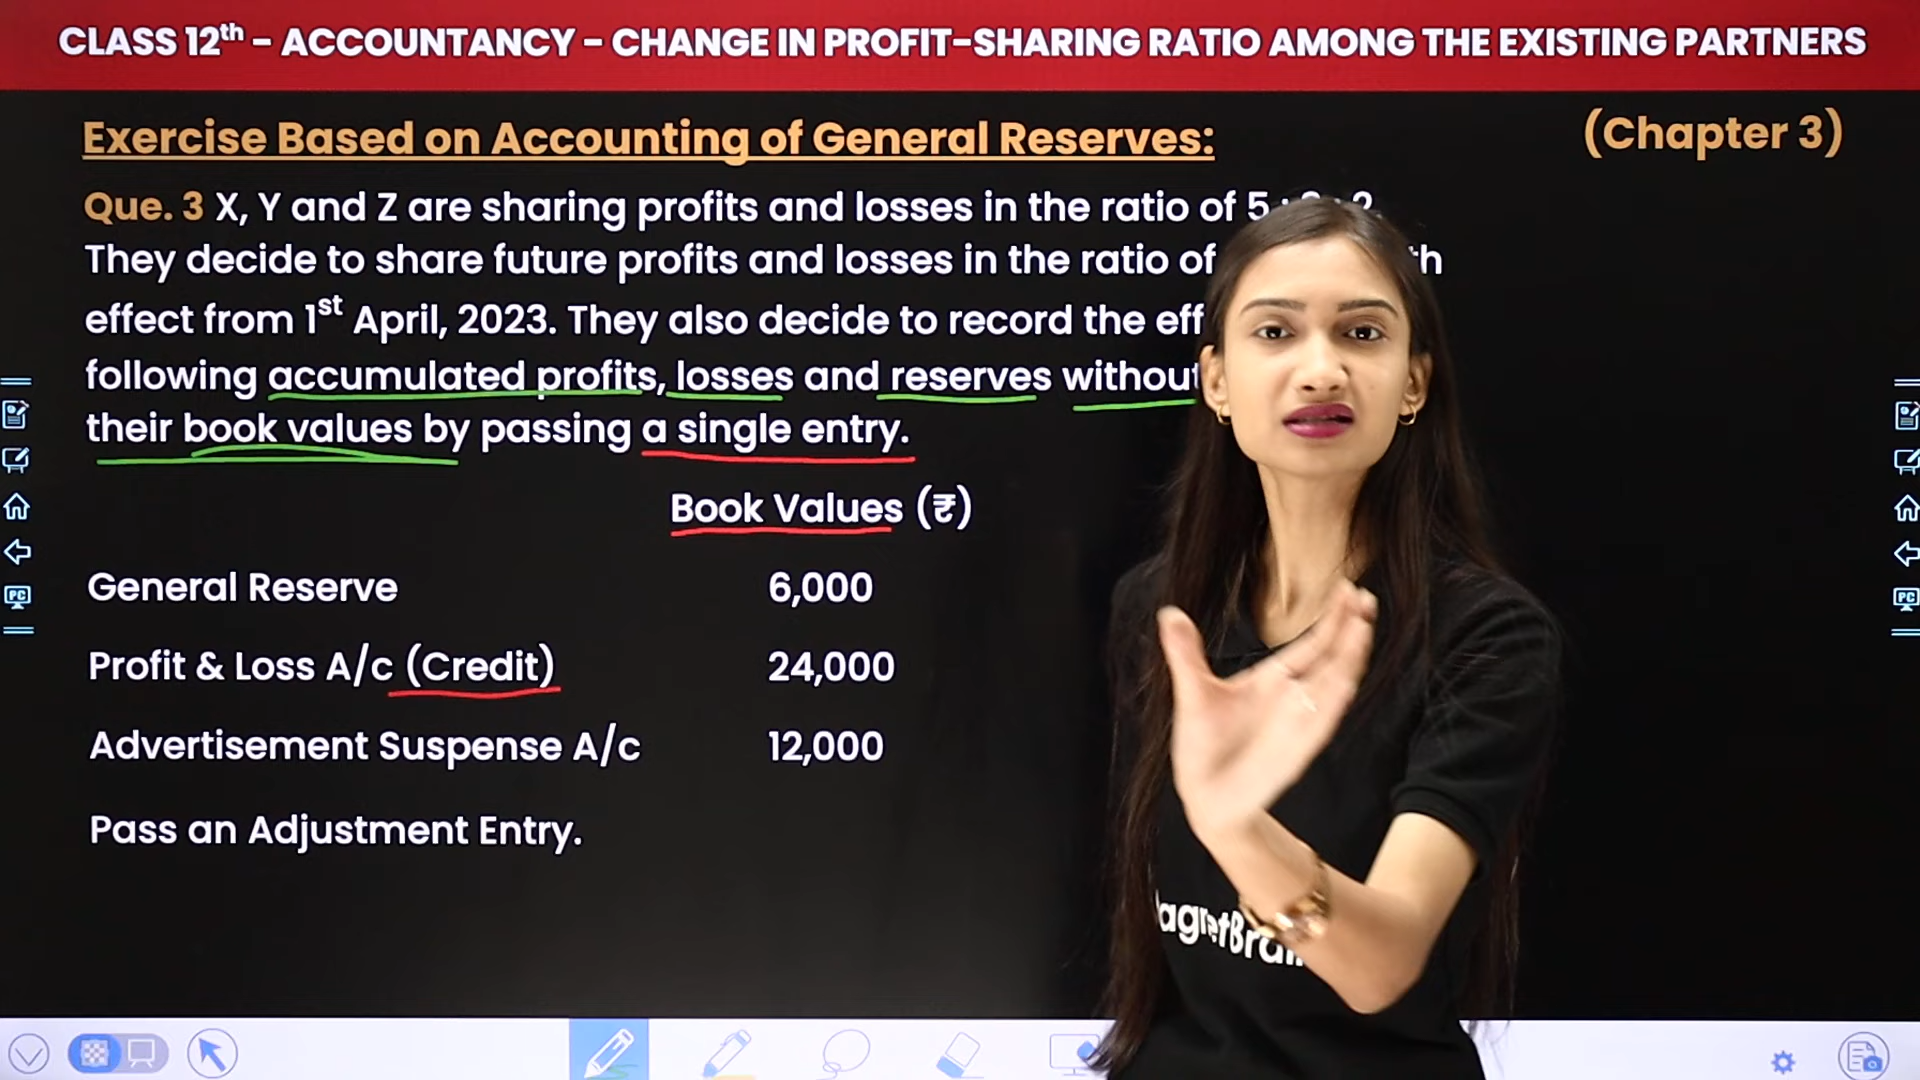 CLASS 12th - ACCOUNTANCY - CHANGE IN PROFIT-SHARING RATIO AMONG THE EXISTING PARTNERS
Exercise Based on Accounting of General Reserves:
(Chapter 3)
Que. 3 X, Y and Z are sharing profits and losses in the ratio of 5
They decide to share future profits and losses in the ratio of
effect from 1st April, 2023. They also decide to record the
following accumulated profits, losses and reserves without
their book values by passing a single entry.
Book Values (₹)
General Reserve 6,000
Profit & Loss A/c (Credit) 24,000
Advertisement Suspense A/c 12,000
Pass an Adjustment Entry.
PC
PC